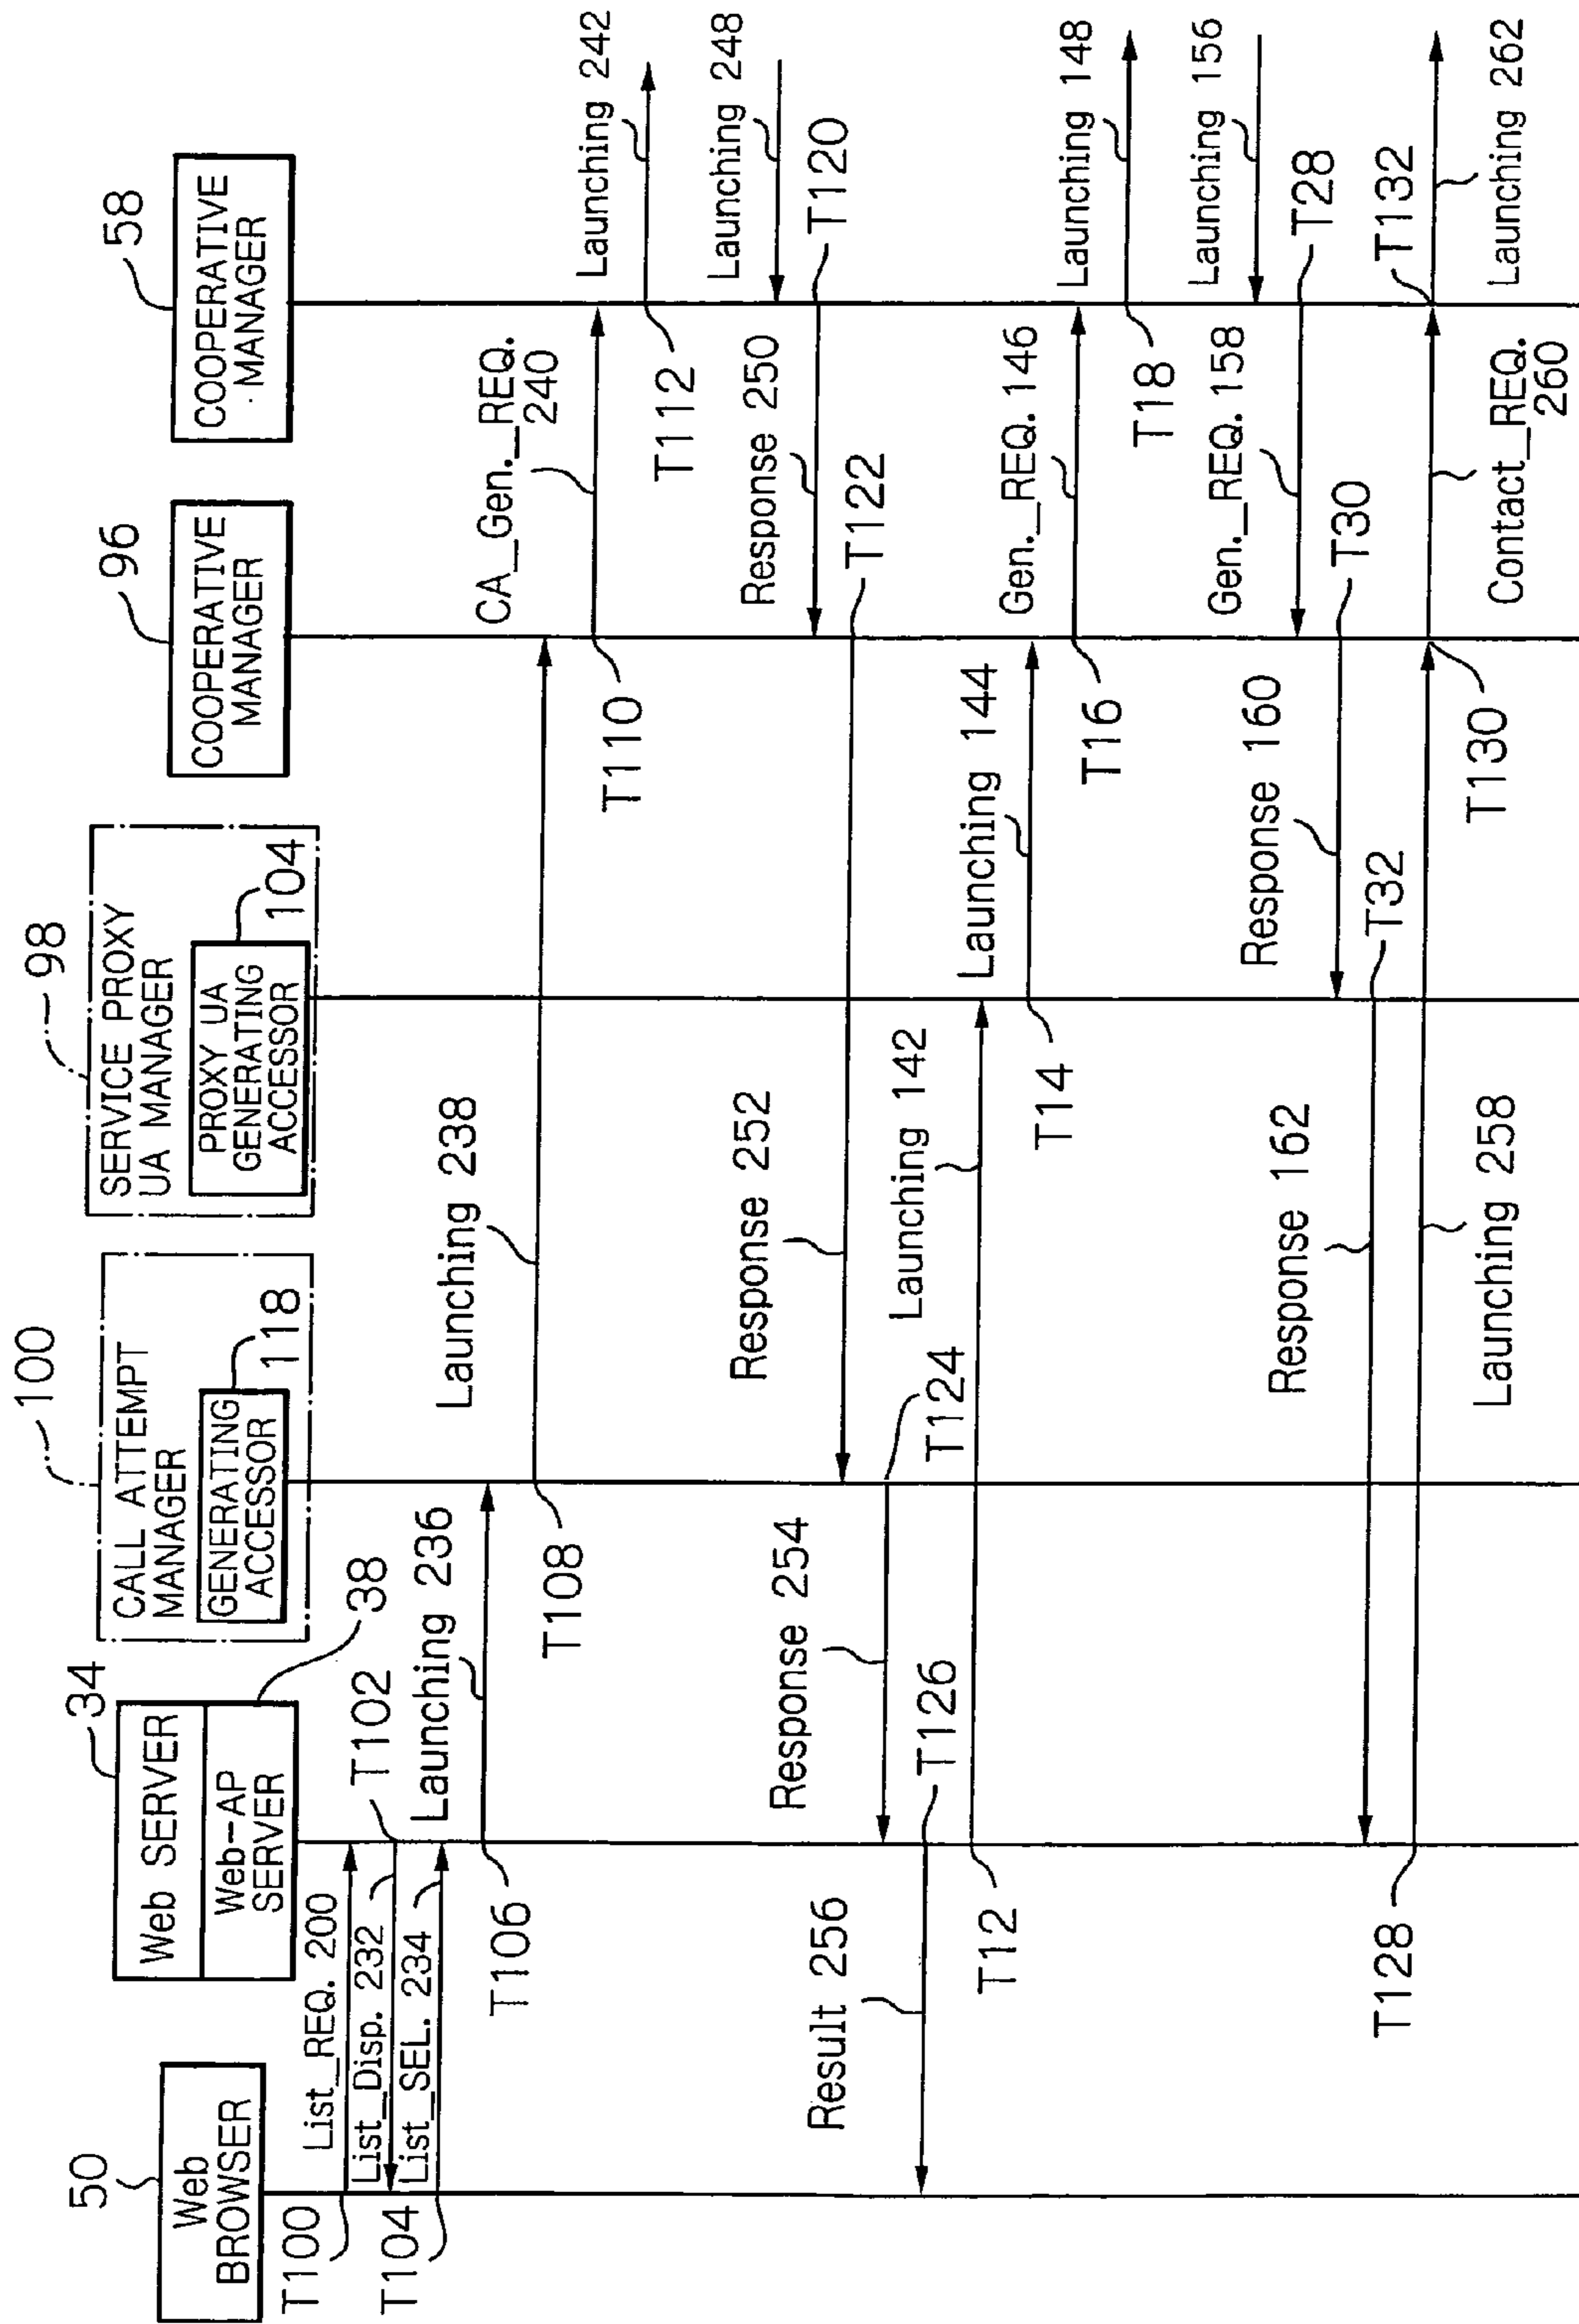 50
Web
BROWSER
34
Web SERVER
Web-AP
SERVER
38
100
CALL ATTEMPT
MANAGER
GENERATING
ACCESSOR
118
98
SERVICE PROXY
UA MANAGER
PROXY UA
GENERATING
ACCESSOR
104
96
COOPERATIVE
MANAGER
58
COOPERATIVE
MANAGER
T100
List_REQ. 200
List_Disp. 232
T102
T104
List_SEL. 234
Launching 236
T106
Launching 238
T108
CA_Gen._REQ.
240
T110
Launching 242
T112
Launching 248
T120
Response 250
T122
Response 252
T124
Response 254
T126
Result 256
T12
Launching 142
T14
Launching 144
T16
Gen._REQ. 146
T18
Launching 148
Launching 156
T28
Gen._REQ. 158
T30
Response 160
T32
Response 162
T128
Launching 258
T130
Contact_REQ.
260
T132
Launching 262